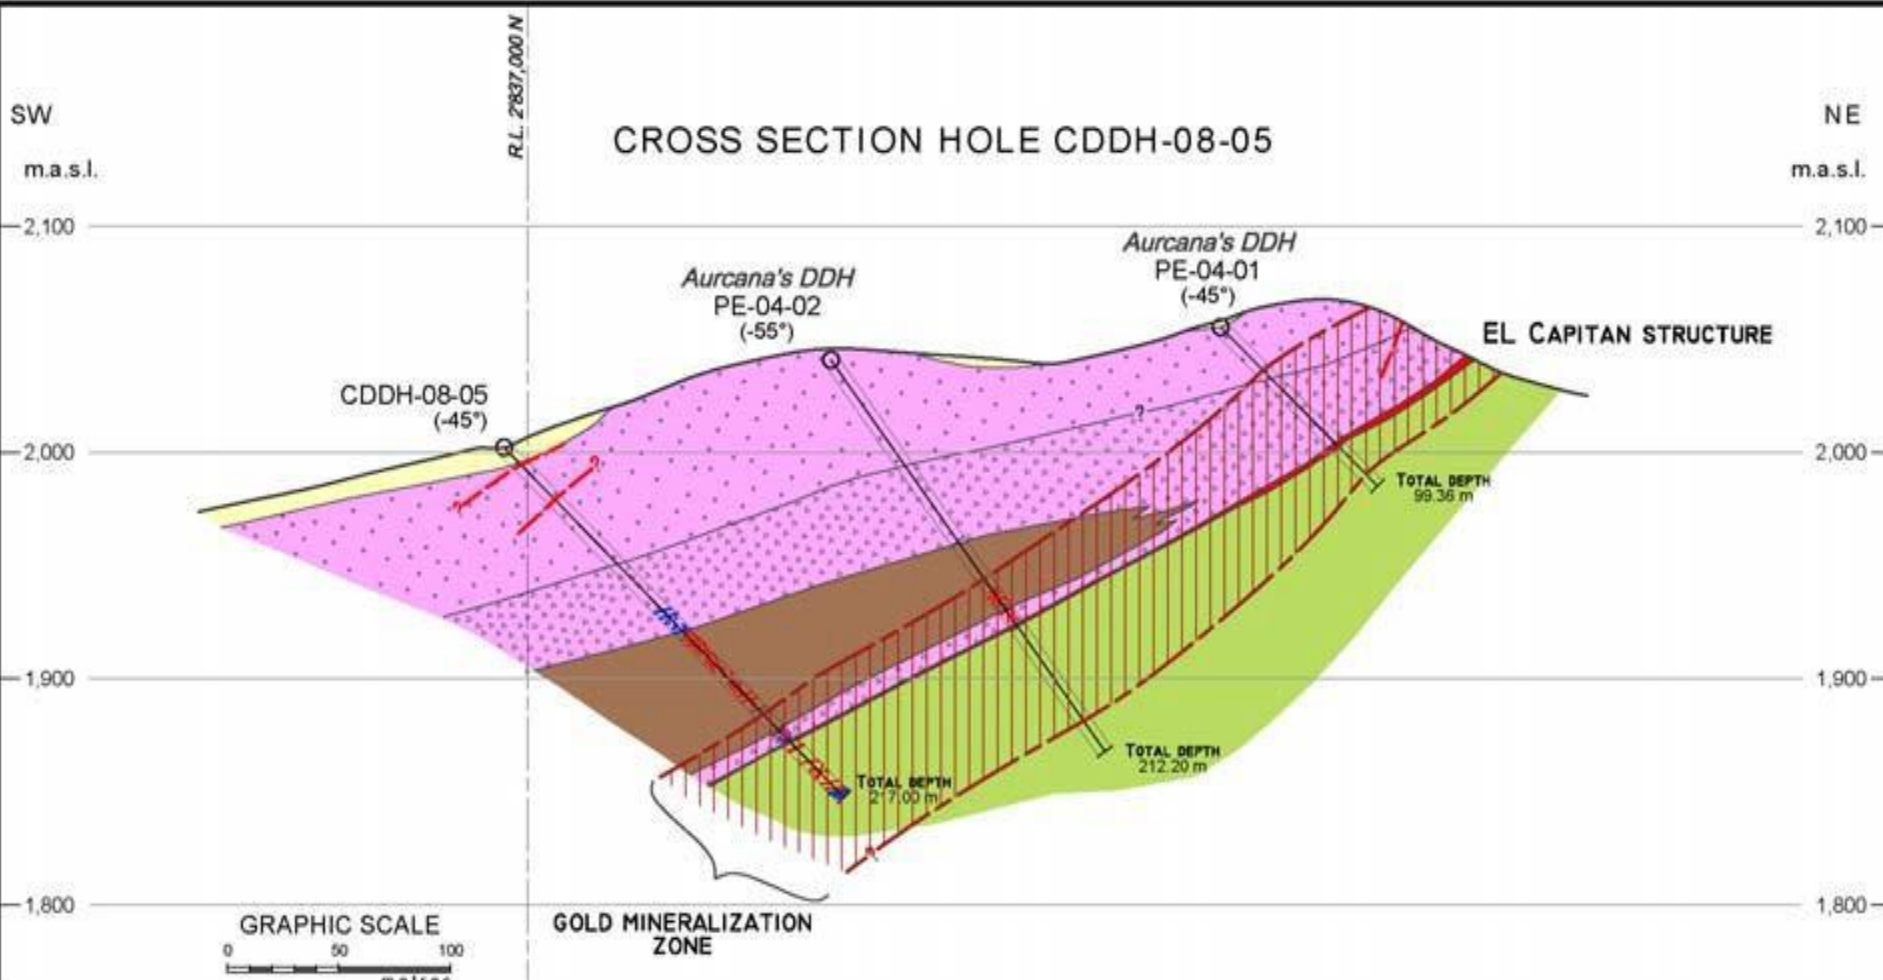 R.L. 2'837,000 N
SW
NE
CROSS SECTION HOLE CDDH-08-05
m.a.s.l.
m.a.s.l.
2,100
2,100
Aurcana's DDH
PE-04-01
(-45°)
Aurcana's DDH
PE-04-02
(-55°)
EL CAPITAN STRUCTURE
CDDH-08-05
(-45°)
?
2,000
2,000
?
?
TOTAL DEPTH
99.36 m
1,900
1,900
TOTAL DEPTH
212.20 m
TOTAL DEPTH
217.00 m
1,800
1,800
GRAPHIC SCALE
0 50 100
GOLD MINERALIZATION
ZONE